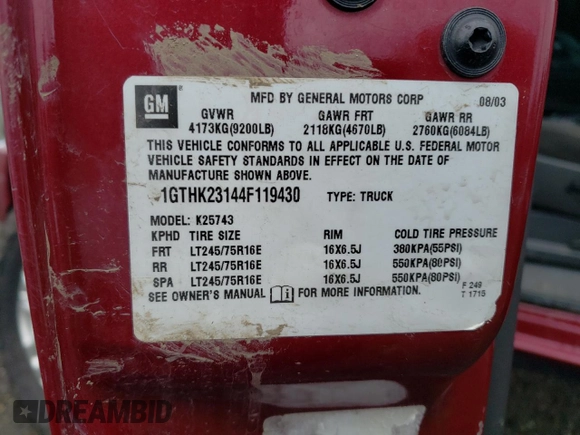 GM
MFD BY GENERAL MOTORS CORP 08/03
GVWR GAWR FRT GAWR RR
4173KG(9200LB) 2118KG(4670LB) 2760KG(6084LB)
THIS VEHICLE CONFORMS TO ALL APPLICABLE U.S. FEDERAL MOTOR
VEHICLE SAFETY STANDARDS IN EFFECT ON THE DATE OF
MANUFACTURE SHOWN ABOVE.
1GTHK23144F119430 TYPE: TRUCK
MODEL: K25743
KPHD TIRE SIZE RIM COLD TIRE PRESSURE
FRT LT245/75R16E 16X6.5J 380KPA(55PSI)
RR LT245/75R16E 16X6.5J 550KPA(80PSI)
SPA LT245/75R16E 16X6.5J 550KPA(80PSI)
SEE OWNER'S MANUAL FOR MORE INFORMATION.
F 249
T 1715
DREAMBID